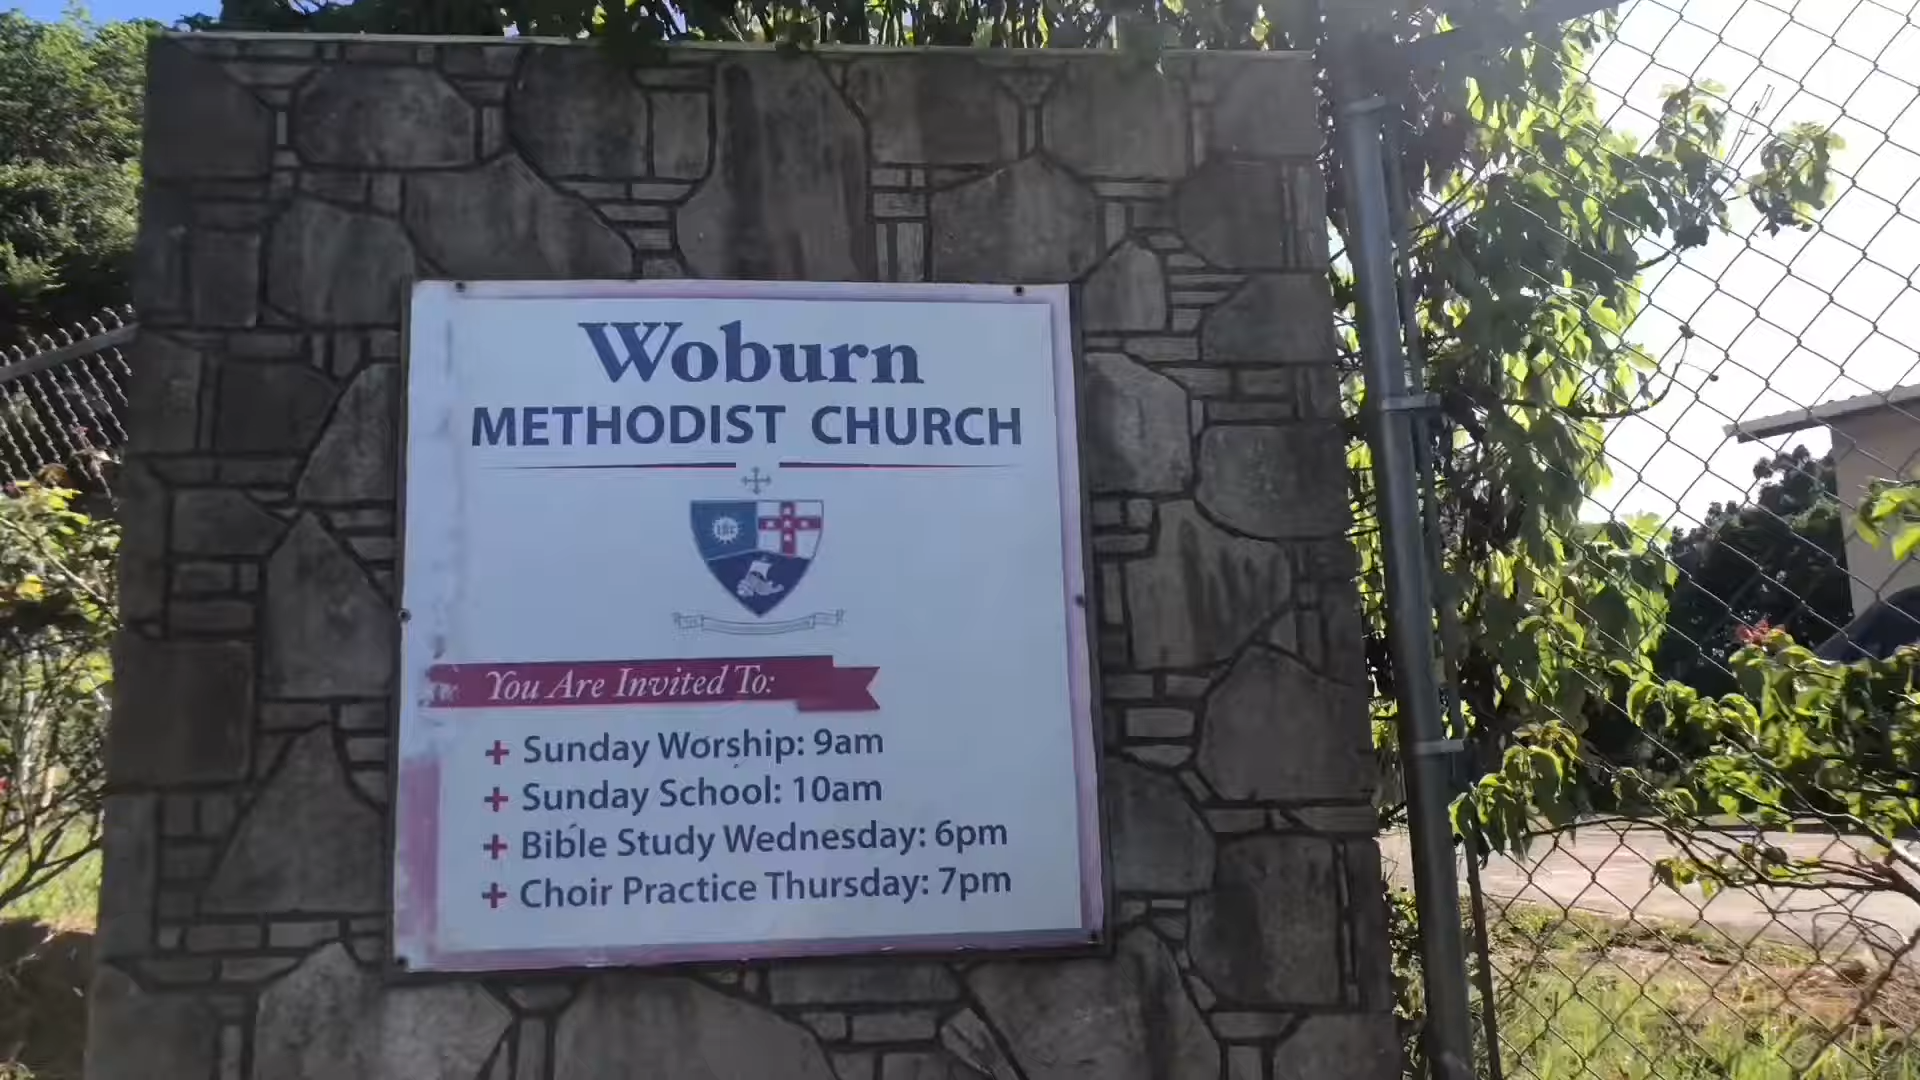 Woburn
METHODIST CHURCH
You Are Invited To:
Sunday Worship: 9am
Sunday School: 10am
Bible Study Wednesday: 6pm
Choir Practice Thursday: 7pm